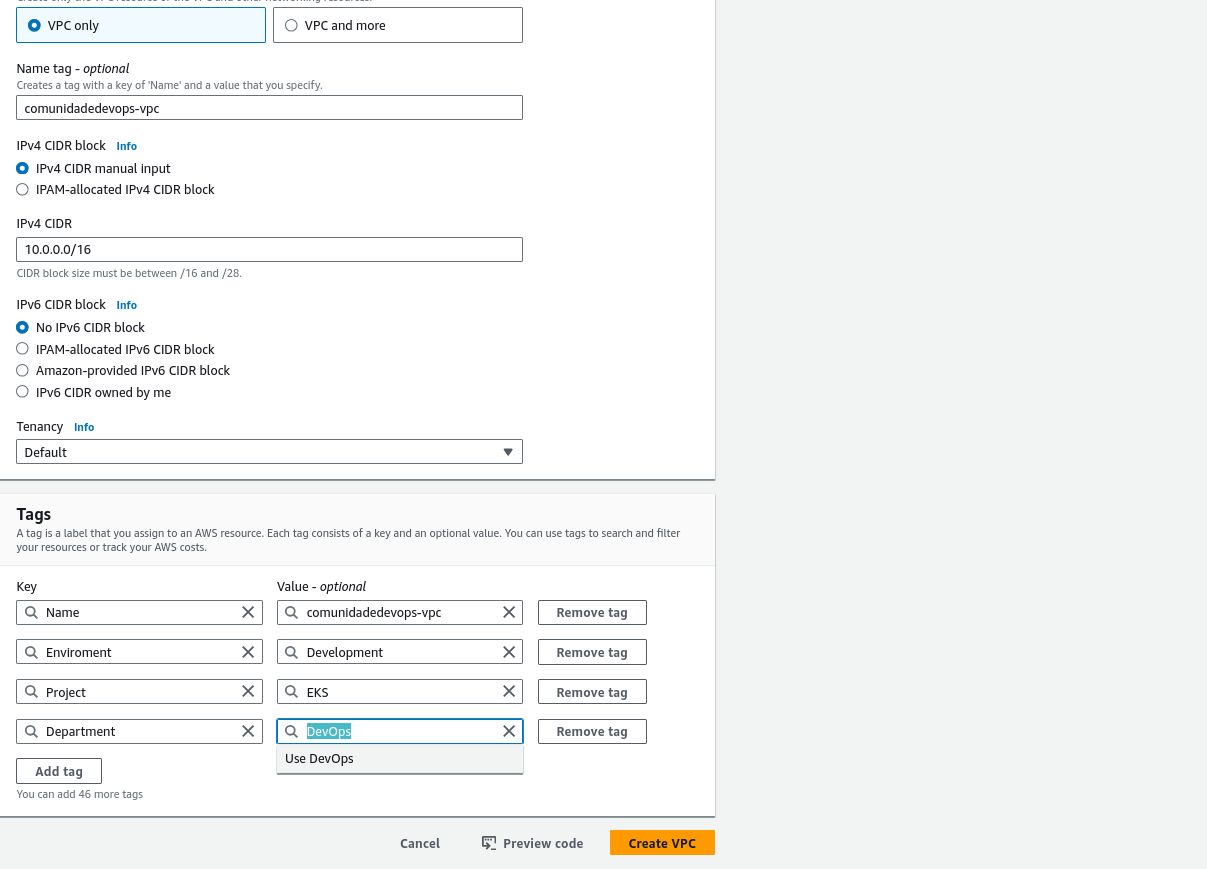 VPC only
VPC and more
Name tag - optional
Creates a tag with a key of 'Name' and a value that you specify.
comunidadedevops-vpc
IPv4 CIDR block Info
IPv4 CIDR manual input
IPAM-allocated IPv4 CIDR block
IPv4 CIDR
10.0.0.0/16
CIDR block size must be between /16 and /28.
IPv6 CIDR block Info
No IPv6 CIDR block
IPAM-allocated IPv6 CIDR block
Amazon-provided IPv6 CIDR block
IPv6 CIDR owned by me
Tenancy Info
Default
Tags
A tag is a label that you assign to an AWS resource. Each tag consists of a key and an optional value. You can use tags to search and filter
your resources or track your AWS costs.
Key Value - optional
Name comunidadedevops-vpc Remove tag
Enviroment Development Remove tag
Project EKS Remove tag
Department DevOps Remove tag
Use DevOps
Add tag
You can add 46 more tags
Cancel Preview code Create VPC